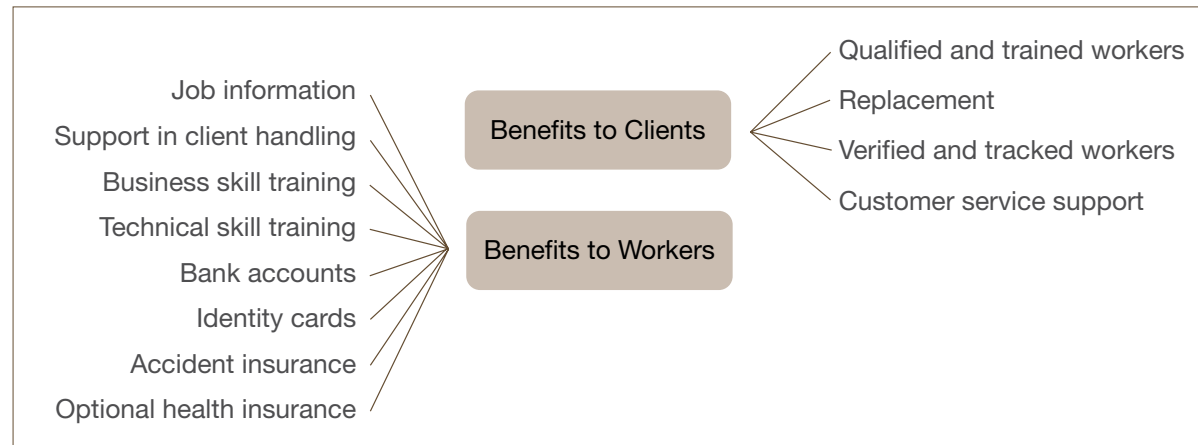 Job information
Support in client handling
Business skill training
Technical skill training
Bank accounts
Identity cards
Accident insurance
Optional health insurance
Benefits to Clients
Benefits to Workers
Qualified and trained workers
Replacement
Verified and tracked workers
Customer service support